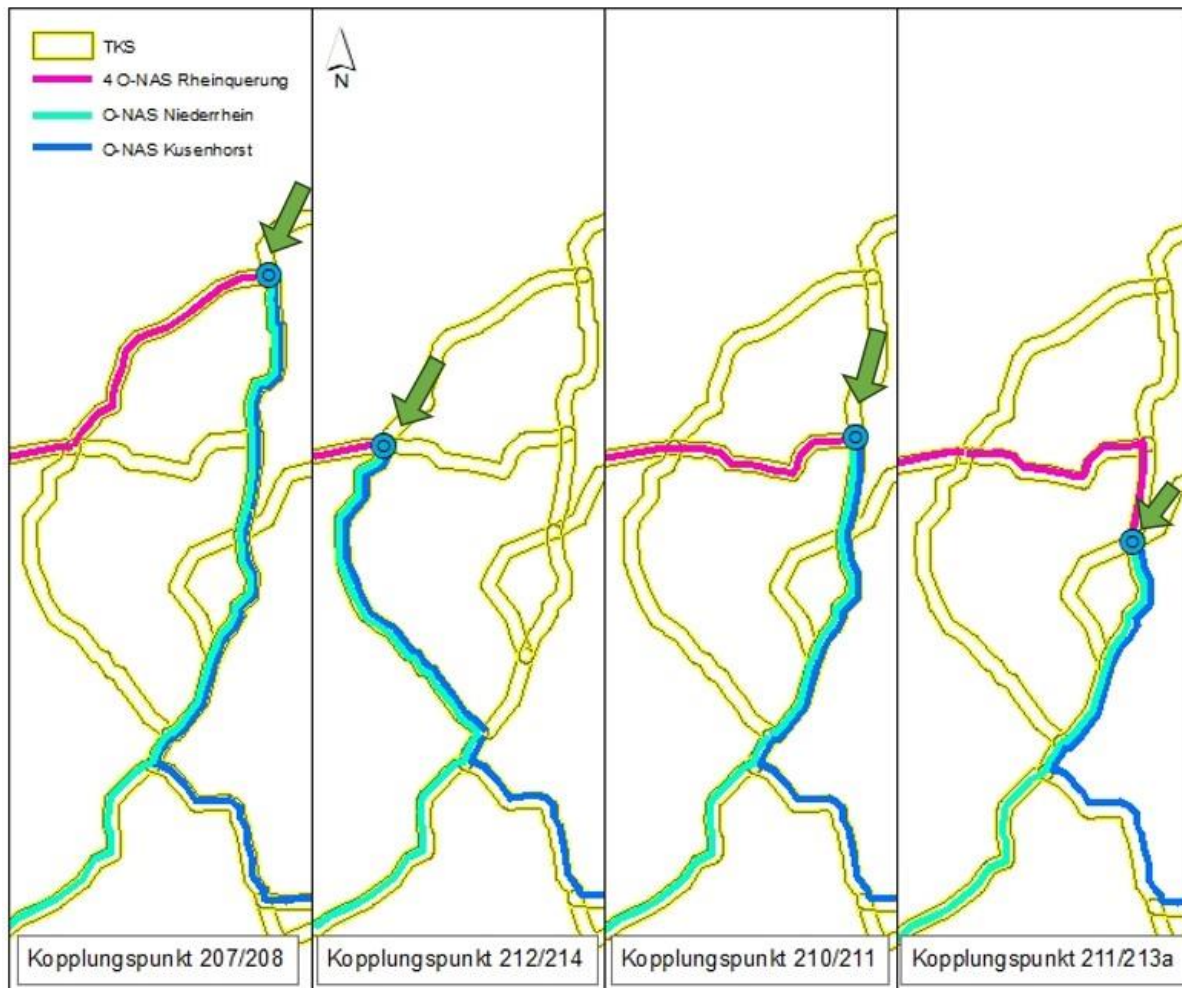 TKS
4 O-NAS Rheinquerung
O-NAS Niederrhein
O-NAS Kusenhorst
N
Kopplungspunkt 207/208
Kopplungspunkt 212/214
Kopplungspunkt 210/211
Kopplungspunkt 211/213a